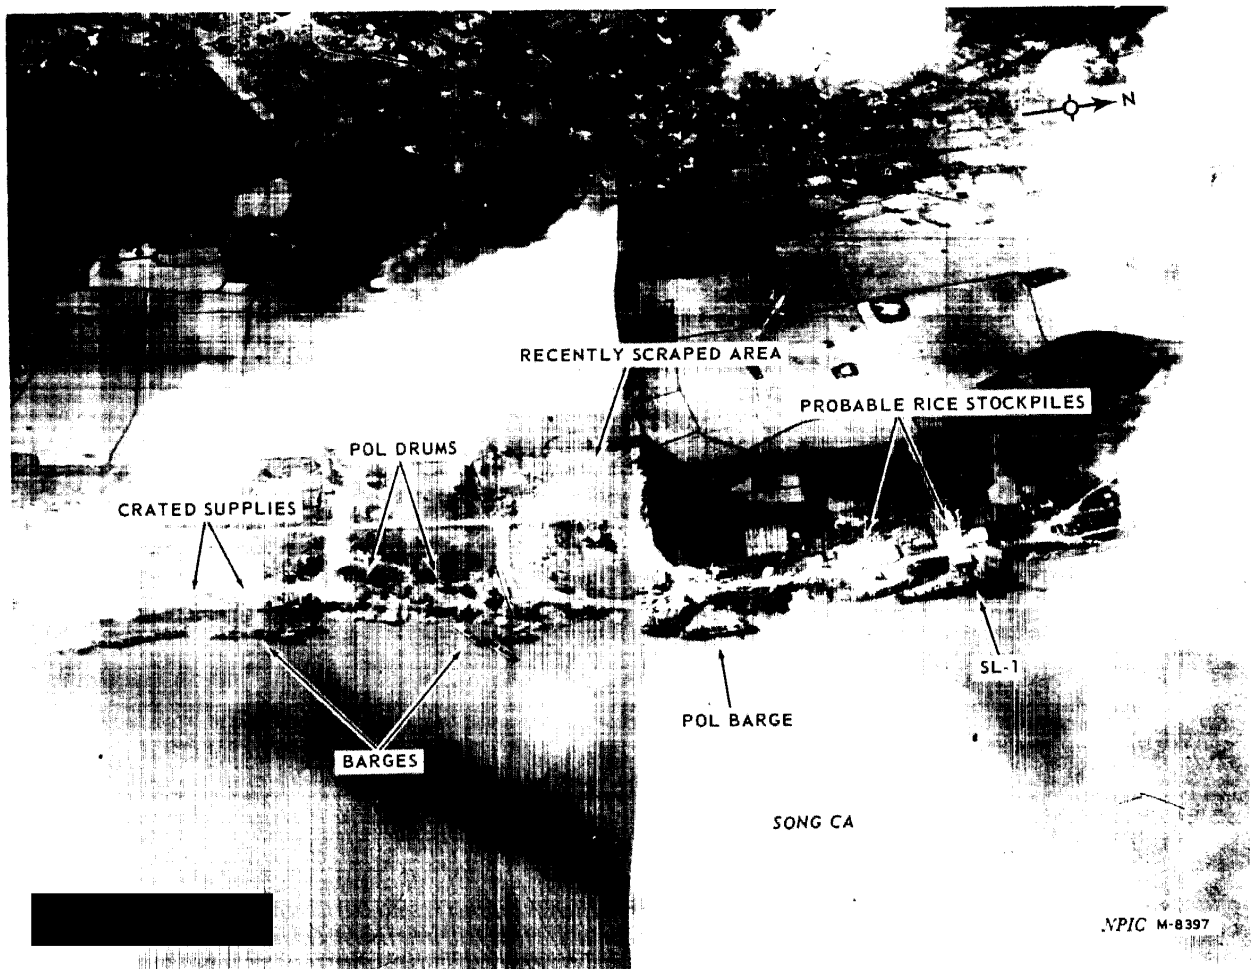 N
RECENTLY SCRAPED AREA
PROBABLE RICE STOCKPILES
POL DRUMS
CRATED SUPPLIES
SL-1
POL BARGE
BARGES
SONG CA
NPIC M-8397